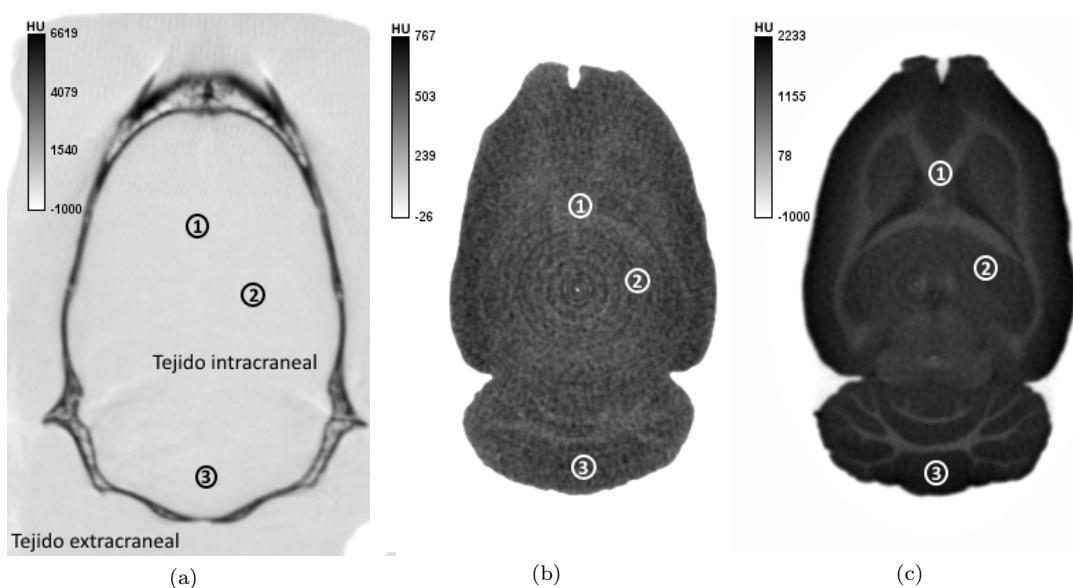 HU
6619
4079
1540
-1000
①
②
Tejido intracraneal
③
Tejido extracraneal
(a)
HU
767
503
239
-26
①
②
③
(b)
HU
2233
1155
78
-1000
①
②
③
(c)